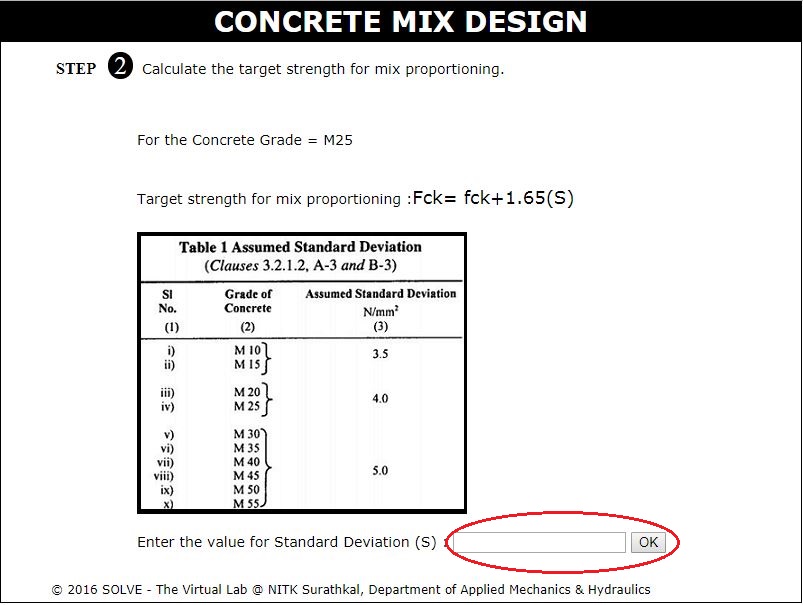 CONCRETE MIX DESIGN
STEP 2 Calculate the target strength for mix proportioning.
For the Concrete Grade = M25
Target strength for mix proportioning :Fck= fck+1.65(S)
Table 1 Assumed Standard Deviation
(Clauses 3.2.1.2, A-3 and B-3)
Sl Grade of Assumed Standard Deviation
No. Concrete N/mm²
(1) (2) (3)
i) M 10 3.5
ii) M 15
iii) M 20 4.0
iv) M 25
v) M 30
vi) M 35
vii) M 40 5.0
viii) M 45
ix) M 50
x) M 55
Enter the value for Standard Deviation (S) : OK
© 2016 SOLVE - The Virtual Lab @ NITK Surathkal, Department of Applied Mechanics & Hydraulics